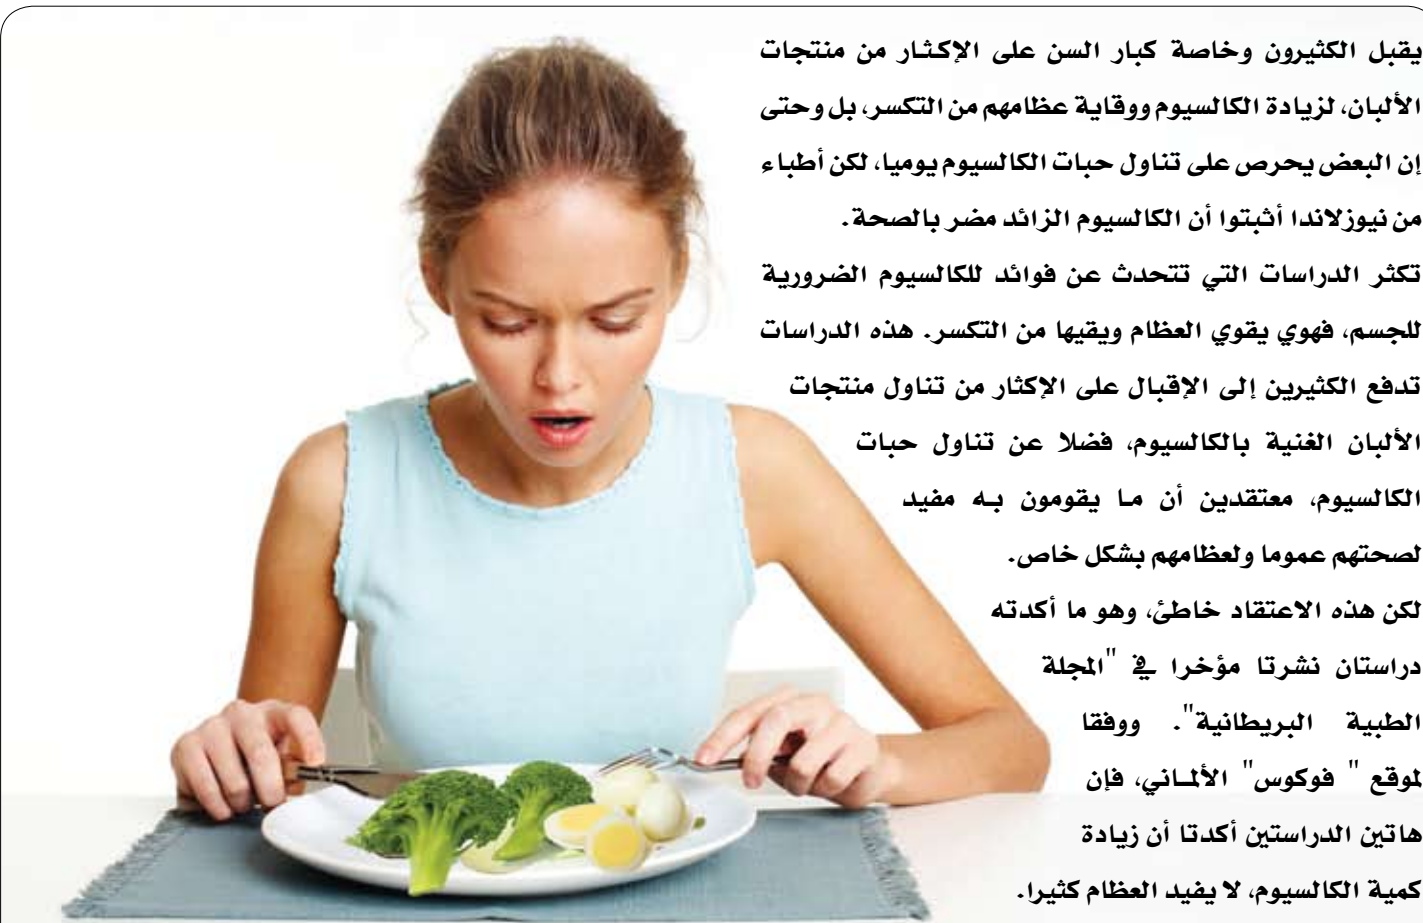 يقبل الكثيرون وخاصة كبار السن على الإكثار من منتجات
الألبان، لزيادة الكالسيوم ووقاية عظامهم من التكسر، بل وحتى
إن البعض يحرص على تناول حبات الكالسيوم يوميا، لكن أطباء
من نيوزلاندا أثبتوا أن الكالسيوم الزائد مضر بالصحة.
تكثر الدراسات التي تتحدث عن فوائد للكالسيوم الضرورية
للجسم، فهوي يقوي العظام ويقيها من التكسر. هذه الدراسات
تدفع الكثيرين إلى الإقبال على الإكثار من تناول منتجات
الألبان الغنية بالكالسيوم، فضلا عن تناول حبات
الكالسيوم، معتقدين أن ما يقومون به مفيد
لصحتهم عموما ولعظامهم بشكل خاص.
لكن هذه الاعتقاد خاطئ، وهو ما أكدته
دراستان نشرتا مؤخرا في "المجلة
الطبية البريطانية". ووفقا
لموقع " فوكوس" الألماني، فإن
هاتين الدراستين أكدتا أن زيادة
كمية الكالسيوم، لا يفيد العظام كثيرا.